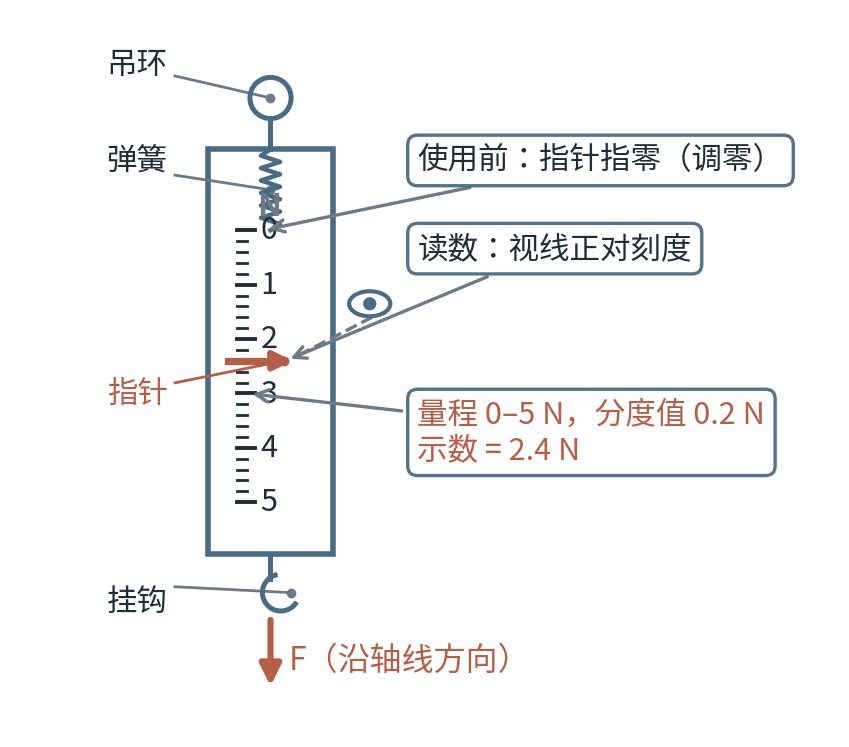 吊环
弹簧
使用前：指针指零（调零）
N
0
读数：视线正对刻度
1
2
指针
3
量程 0–5 N，分度值 0.2 N
示数 = 2.4 N
4
5
挂钩
F（沿轴线方向）